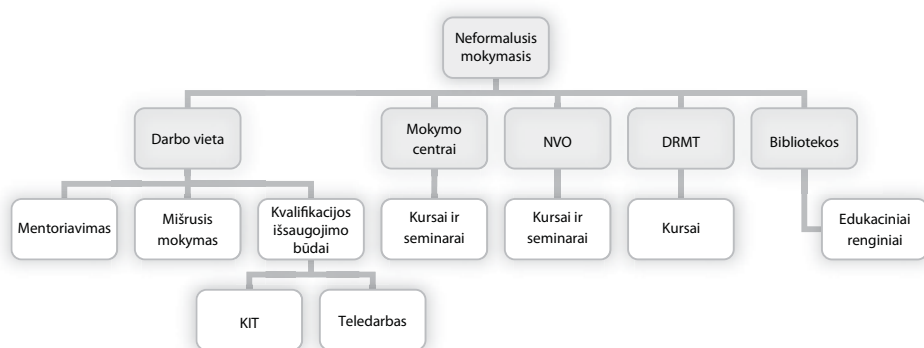 Neformalusis
mokymasis
Darbo vieta
Mokymo
centrai
NVO
DRMT
Bibliotekos
Mentoriavimas
Mišrusis
mokymas
Kvalifikacijos
išsaugojimo
būdai
Kursai ir
seminarai
Kursai ir
seminarai
Kursai
Edukaciniai
renginiai
KIT
Teledarbas